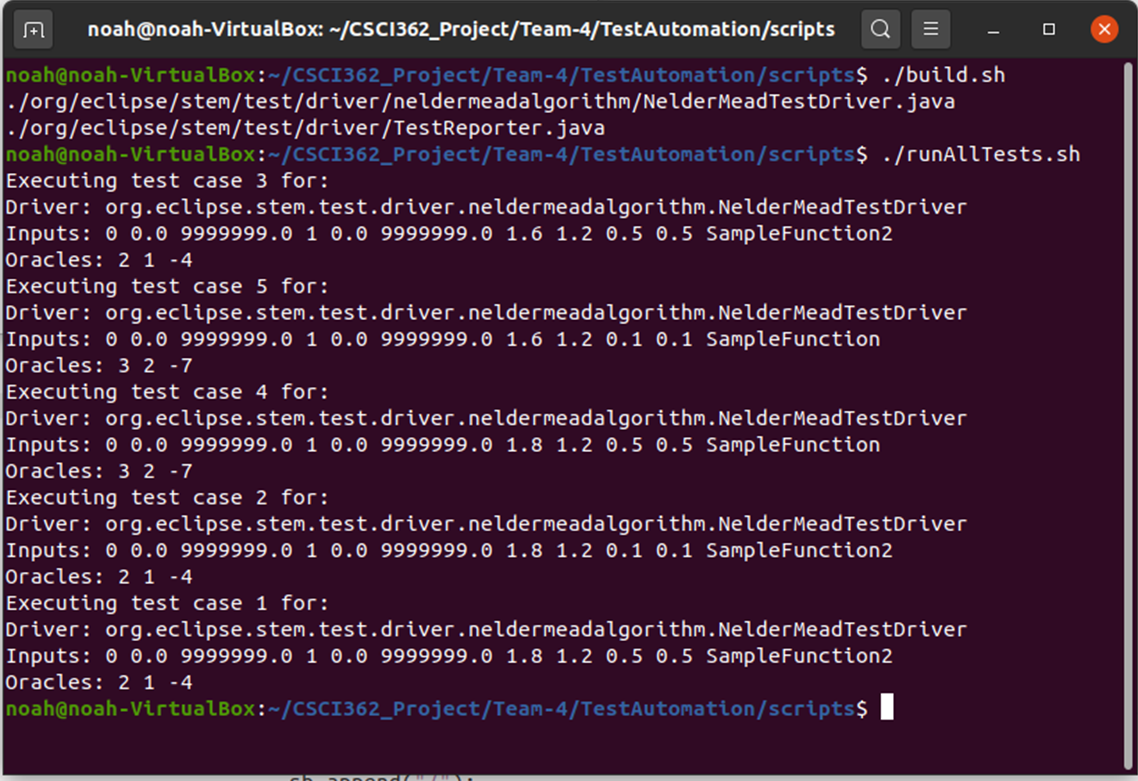 noah@noah-VirtualBox: ~/CSCI362_Project/Team-4/TestAutomation/scripts
noah@noah-VirtualBox:~/CSCI362_Project/Team-4/TestAutomation/scripts$ ./build.sh
./org/eclipse/stem/test/driver/neldermeadalgorithm/NelderMeadTestDriver.java
./org/eclipse/stem/test/driver/TestReporter.java
noah@noah-VirtualBox:~/CSCI362_Project/Team-4/TestAutomation/scripts$ ./runAllTests.sh
Executing test case 3 for:
Driver: org.eclipse.stem.test.driver.neldermeadalgorithm.NelderMeadTestDriver
Inputs: 0 0.0 9999999.0 1 0.0 9999999.0 1.6 1.2 0.5 0.5 SampleFunction2
Oracles: 2 1 -4
Executing test case 5 for:
Driver: org.eclipse.stem.test.driver.neldermeadalgorithm.NelderMeadTestDriver
Inputs: 0 0.0 9999999.0 1 0.0 9999999.0 1.6 1.2 0.1 0.1 SampleFunction
Oracles: 3 2 -7
Executing test case 4 for:
Driver: org.eclipse.stem.test.driver.neldermeadalgorithm.NelderMeadTestDriver
Inputs: 0 0.0 9999999.0 1 0.0 9999999.0 1.8 1.2 0.5 0.5 SampleFunction
Oracles: 3 2 -7
Executing test case 2 for:
Driver: org.eclipse.stem.test.driver.neldermeadalgorithm.NelderMeadTestDriver
Inputs: 0 0.0 9999999.0 1 0.0 9999999.0 1.8 1.2 0.1 0.1 SampleFunction2
Oracles: 2 1 -4
Executing test case 1 for:
Driver: org.eclipse.stem.test.driver.neldermeadalgorithm.NelderMeadTestDriver
Inputs: 0 0.0 9999999.0 1 0.0 9999999.0 1.8 1.2 0.5 0.5 SampleFunction2
Oracles: 2 1 -4
noah@noah-VirtualBox:~/CSCI362_Project/Team-4/TestAutomation/scripts$